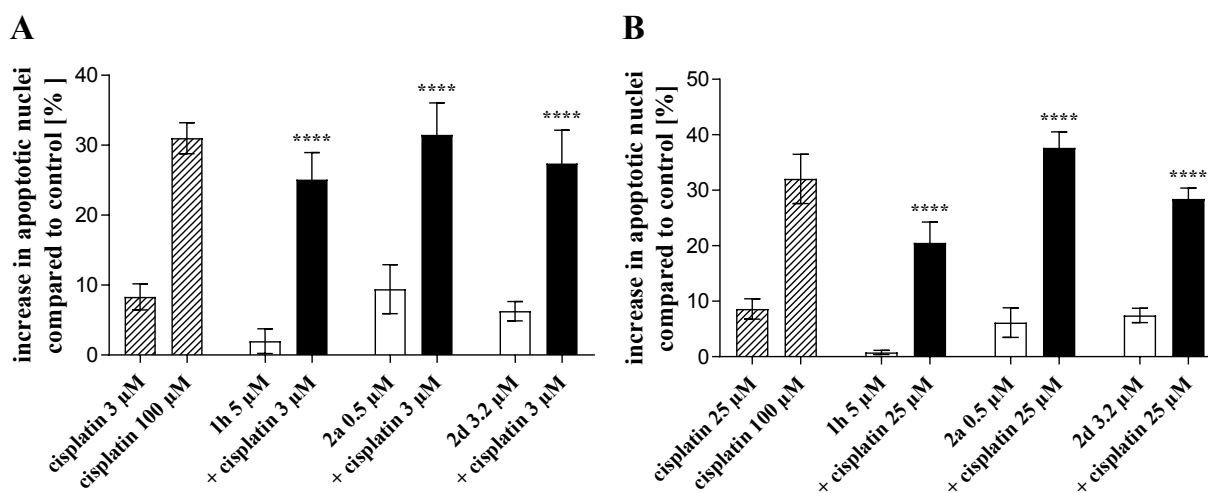 A
increase in apoptotic nuclei
compared to control [% ]
40
30
20
10
0
****
****
****
cisplatin 3 µM
cisplatin 100 µM
1h 5 µM
+ cisplatin 3 µM
2a 0.5 µM
+ cisplatin 3 µM
2d 3.2 µM
+ cisplatin 3 µM
B
increase in apoptotic nuclei
compared to control [%]
50
40
30
20
10
0
****
****
****
cisplatin 25 µM
cisplatin 100 µM
1h 5 µM
+ cisplatin 25 µM
2a 0.5 µM
+ cisplatin 25 µM
2d 3.2 µM
+ cisplatin 25 µM